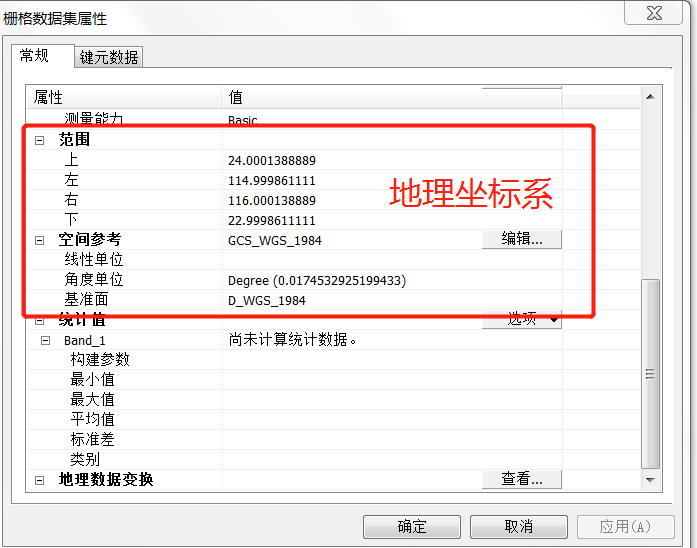 栅格数据集属性
常规 键元数据
属性 值
测量能力 Basic
范围
上 24.0001388889
左 114.999861111
右 116.000138889
下 22.9998611111
地理坐标系
空间参考 GCS_WGS_1984 编辑...
线性单位
角度单位 Degree (0.0174532925199433)
基准面 D_WGS_1984
统计值 选项
Band_1 尚未计算统计数据。
构建参数
最小值
最大值
平均值
标准差
类别
地理数据变换 查看...
确定 取消 应用(A)